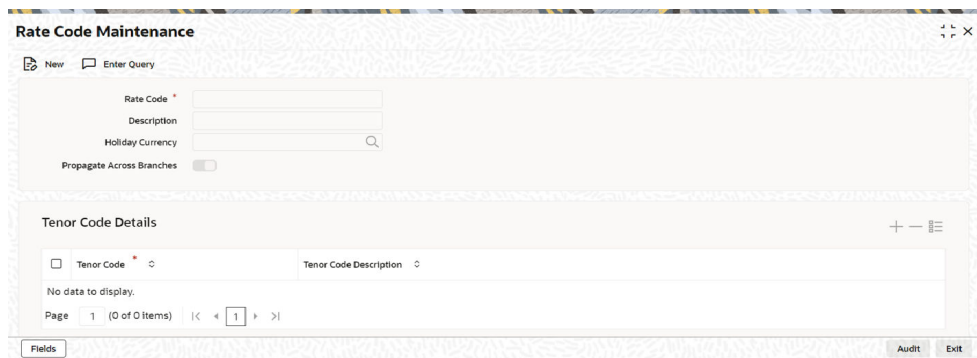 Rate Code Maintenance
New Enter Query
Rate Code *
Description
Holiday Currency
Propagate Across Branches
Tenor Code Details
Tenor Code * Tenor Code Description
No data to display.
Page 1 (0 of 0 items) 1
Fields Audit Exit